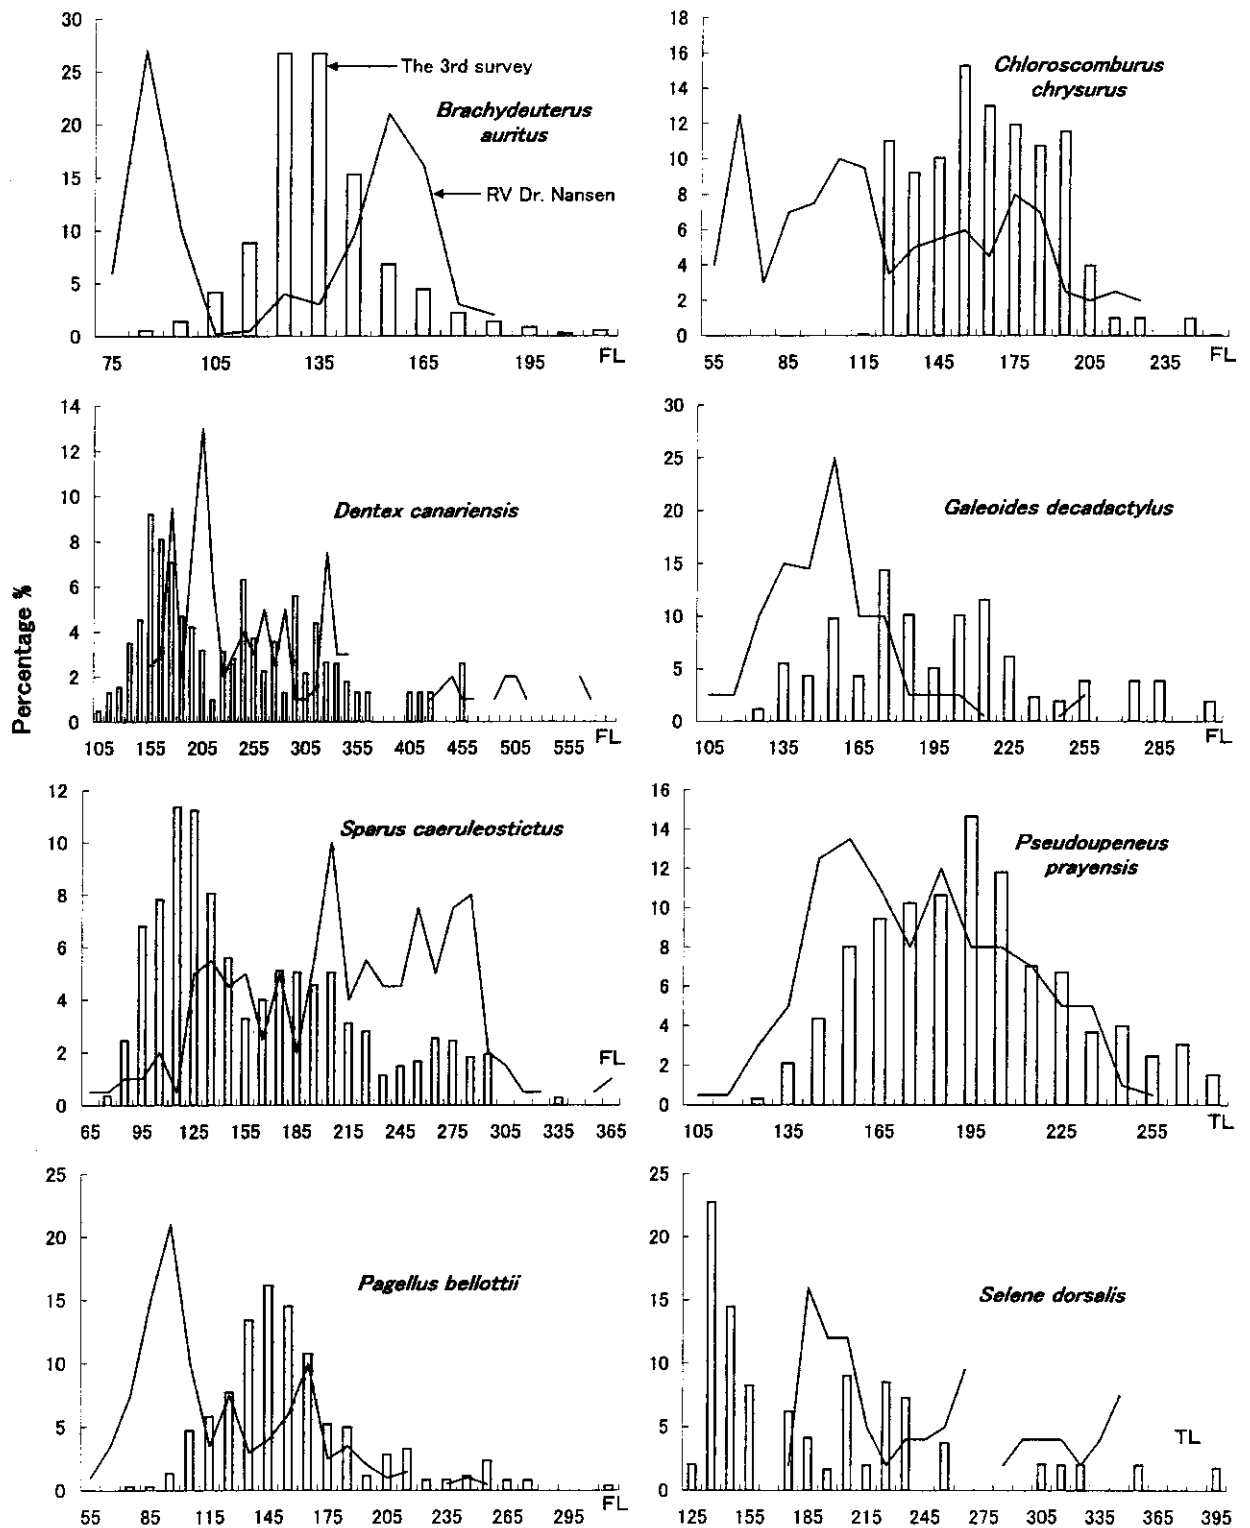 30
25
20
15
10
5
0
The 3rd survey
Brachydeuterus
auritus
RV Dr. Nansen
75 105 135 165 195 FL
18
16
14
12
10
8
6
4
2
0
Chloroscomburus
chrysurus
55 85 115 145 175 205 235 FL
Percentage %
14
12
10
8
6
4
2
0
Dentex canariensis
105 155 205 255 305 355 405 455 505 555 FL
30
25
20
15
10
5
0
Galeoides decadactylus
105 135 165 195 225 255 285 FL
12
10
8
6
4
2
0
Sparus caeruleostictus
FL
65 95 125 155 185 215 245 275 305 335 365
16
14
12
10
8
6
4
2
0
Pseudoupeneus
prayensis
105 135 165 195 225 255 TL
25
20
15
10
5
0
Pagellus bellottii
55 85 115 145 175 205 235 265 295 FL
25
20
15
10
5
0
Selene dorsalis
TL
125 155 185 215 245 275 305 335 365 395